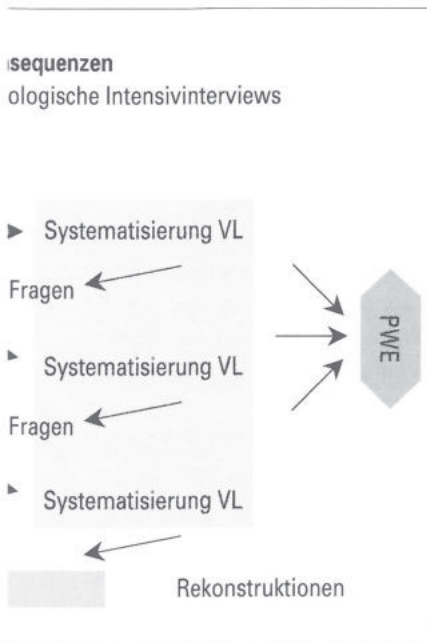 sequenzen
ologische Intensivinterviews
Systematisierung VL
Fragen
PWE
Systematisierung VL
Fragen
Systematisierung VL
Rekonstruktionen